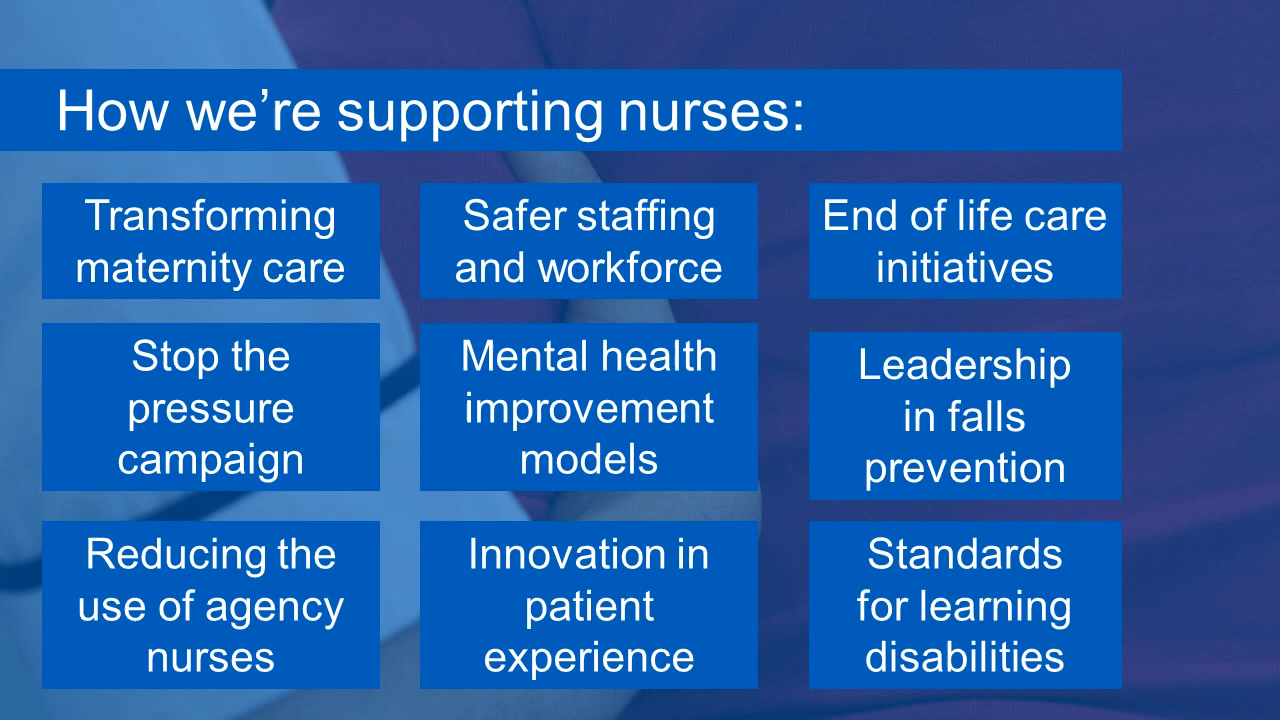 How we’re supporting nurses:
Transforming
maternity care
Safer staffing
and workforce
End of life care
initiatives
Stop the
pressure
campaign
Mental health
improvement
models
Leadership
in falls
prevention
Reducing the
use of agency
nurses
Innovation in
patient
experience
Standards
for learning
disabilities